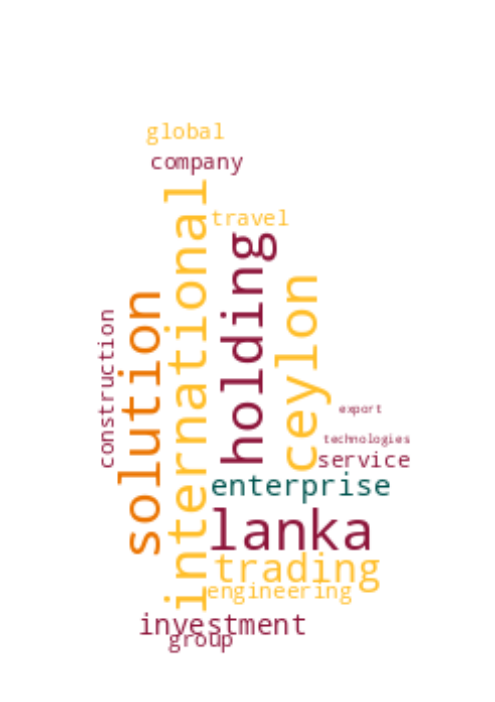 global
company
international
travel
holding
ceylon
solution
construction
export
technologies
service
enterprise
lanka
trading
engineering
investment
group